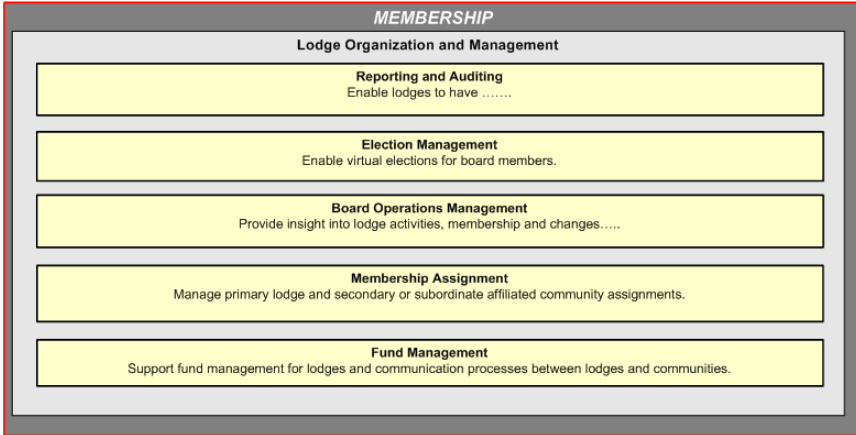 MEMBERSHIP
Lodge Organization and Management
Reporting and Auditing
Enable lodges to have …….
Election Management
Enable virtual elections for board members.
Board Operations Management
Provide insight into lodge activities, membership and changes…..
Membership Assignment
Manage primary lodge and secondary or subordinate affiliated community assignments.
Fund Management
Support fund management for lodges and communication processes between lodges and communities.